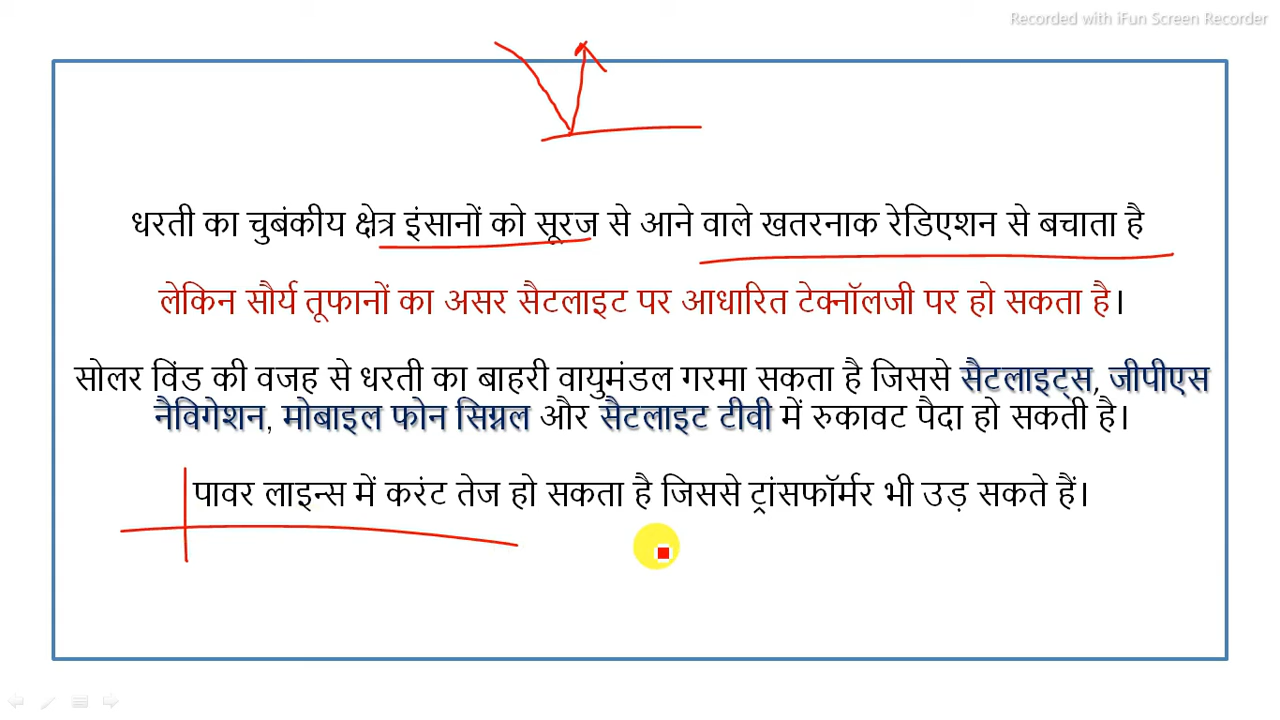 Recorded with iFun Screen Recorder
धरती का चुबंकीय क्षेत्र इंसानों को सूरज से आने वाले खतरनाक रेडिएशन से बचाता है
लेकिन सौर्य तूफानों का असर सैटलाइट पर आधारित टेक्नॉलजी पर हो सकता है।
सोलर विंड की वजह से धरती का बाहरी वायुमंडल गरमा सकता है जिससे सैटलाइट्स, जीपीएस
नैविगेशन, मोबाइल फोन सिग्नल और सैटलाइट टीवी में रुकावट पैदा हो सकती है।
पावर लाइन्स में करंट तेज हो सकता है जिससे ट्रांसफॉर्मर भी उड़ सकते हैं।